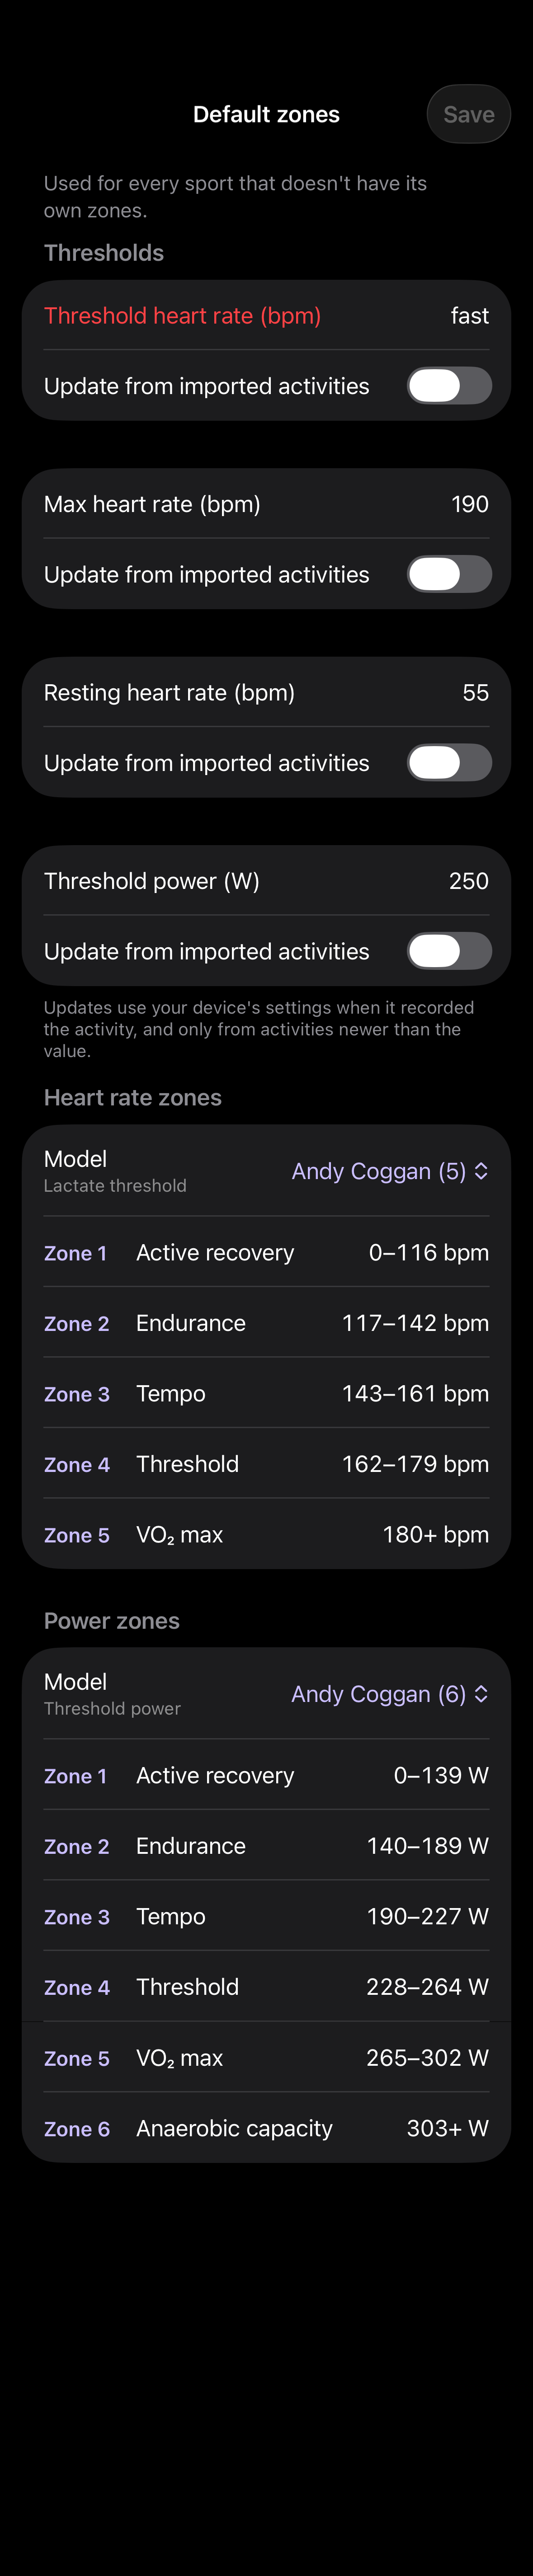 Default zones
Save
Used for every sport that doesn't have its
own zones.
Thresholds
Threshold heart rate (bpm) fast
Update from imported activities
Max heart rate (bpm) 190
Update from imported activities
Resting heart rate (bpm) 55
Update from imported activities
Threshold power (W) 250
Update from imported activities
Updates use your device's settings when it recorded
the activity, and only from activities newer than the
value.
Heart rate zones
Model
Lactate threshold
Andy Coggan (5)
Zone 1 Active recovery 0–116 bpm
Zone 2 Endurance 117–142 bpm
Zone 3 Tempo 143–161 bpm
Zone 4 Threshold 162–179 bpm
Zone 5 VO₂ max 180+ bpm
Power zones
Model
Threshold power
Andy Coggan (6)
Zone 1 Active recovery 0–139 W
Zone 2 Endurance 140–189 W
Zone 3 Tempo 190–227 W
Zone 4 Threshold 228–264 W
Zone 5 VO₂ max 265–302 W
Zone 6 Anaerobic capacity 303+ W